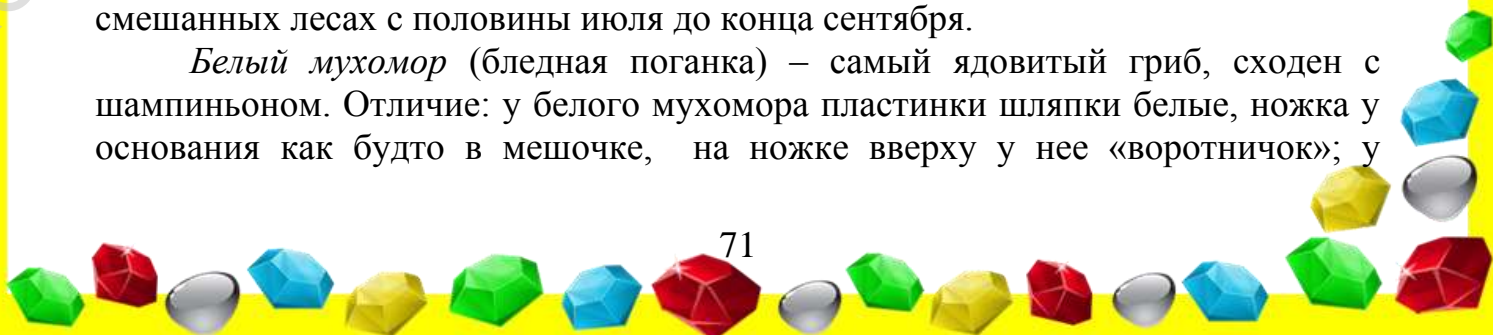 смешанных лесах с половины июля до конца сентября.
Белый мухомор (бледная поганка) – самый ядовитый гриб, сходен с
шампиньоном. Отличие: у белого мухомора пластинки шляпки белые, ножка у
основания как будто в мешочке, на ножке вверху у нее «воротничок»; у
71